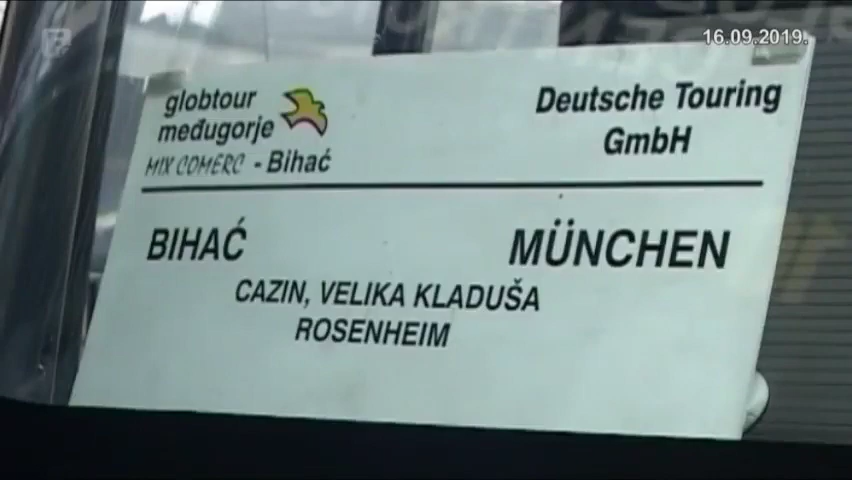 16.09.2019.
globtour
međugorje
MIX COMERC - Bihać
Deutsche Touring
GmbH
BIHAĆ
MÜNCHEN
CAZIN, VELIKA KLADUŠA
ROSENHEIM